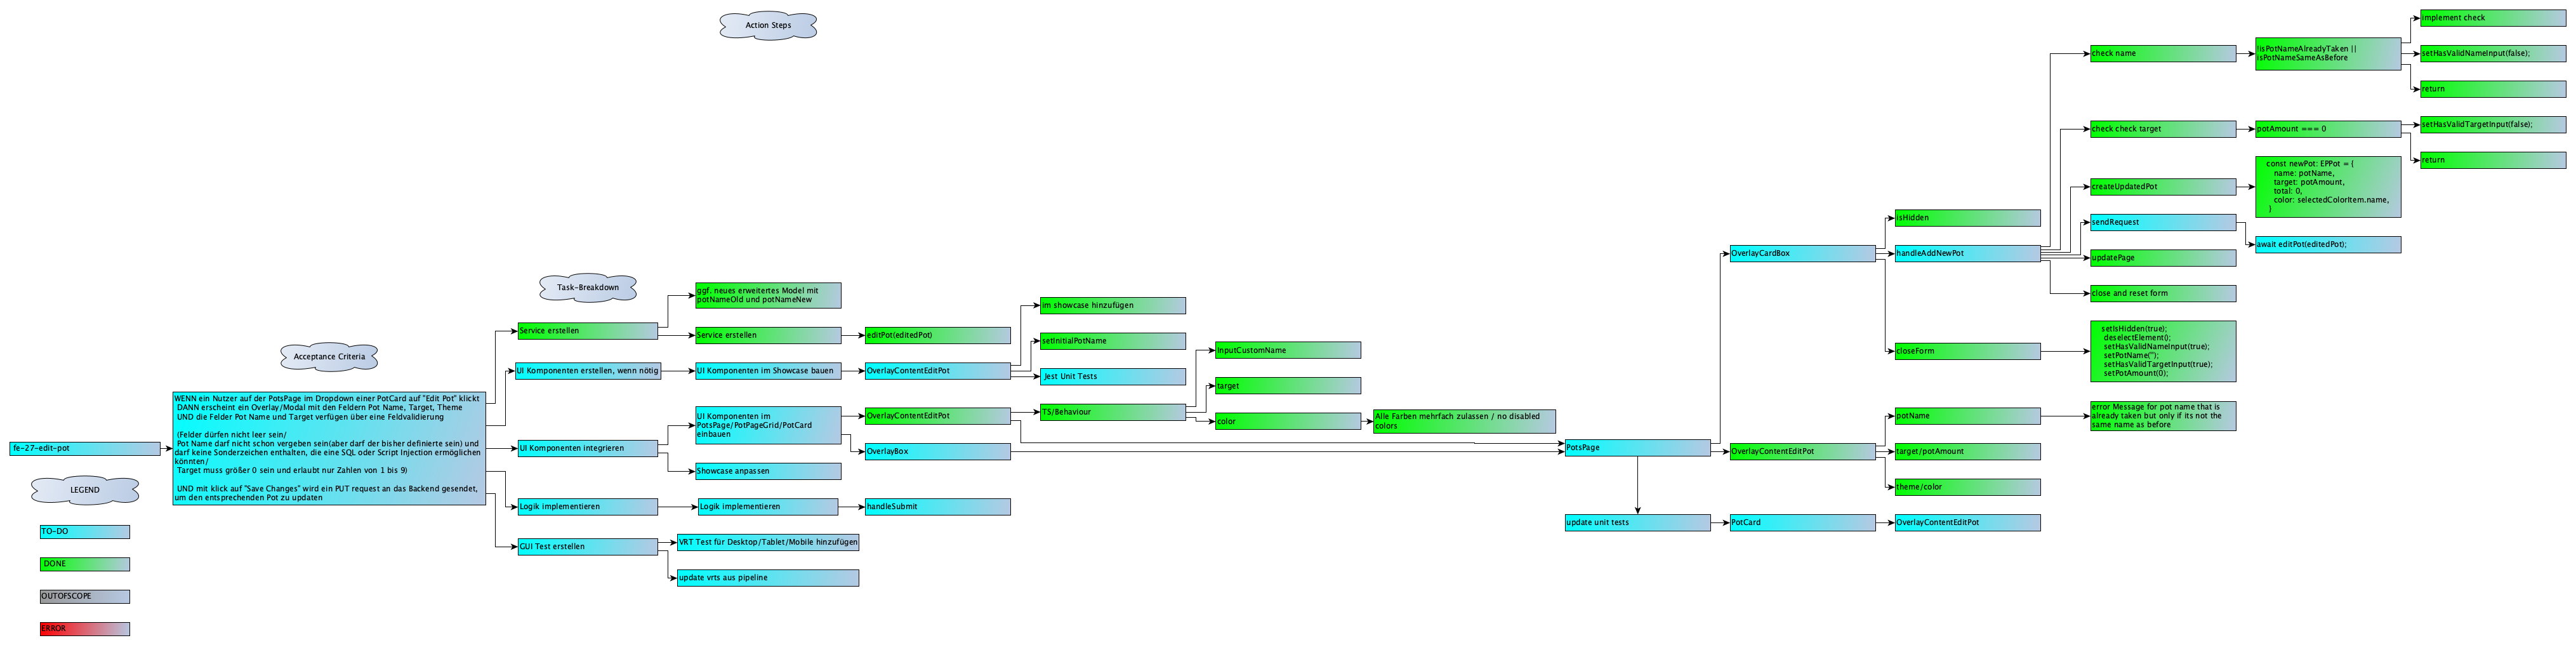 Action Steps
Task-Breakdown
Acceptance Criteria
fe-27-edit-pot
LEGEND
TO-DO
DONE
OUTOFSCOPE
ERROR
WENN ein Nutzer auf der PotsPage im Dropdown einer PotCard auf "Edit Pot" klickt
DANN erscheint ein Overlay/Modal mit den Feldern Pot Name, Target, Theme
UND die Felder Pot Name und Target verfügen über eine Feldvalidierung
(Felder dürfen nicht leer sein/
Pot Name darf nicht schon vergeben sein(aber darf der bisher definierte sein) und
darf keine Sonderzeichen enthalten, die eine SQL oder Script Injection ermöglichen
könnten/
Target muss größer 0 sein und erlaubt nur Zahlen von 1 bis 9)
UND mit klick auf "Save Changes" wird ein PUT request an das Backend gesendet,
um den entsprechenden Pot zu updaten
Service erstellen
UI Komponenten erstellen, wenn nötig
UI Komponenten integrieren
Logik implementieren
GUI Test erstellen
ggf. neues erweitertes Model mit
potNameOld und potNameNew
Service erstellen
UI Komponenten im Showcase bauen
UI Komponenten im
PotsPage/PotPageGrid/PotCard
einbauen
Showcase anpassen
Logik implementieren
VRT Test für Desktop/Tablet/Mobile hinzufügen
update vrts aus pipeline
editPot(editedPot)
OverlayContentEditPot
OverlayContentEditPot
OverlayBox
handleSubmit
im showcase hinzufügen
setInitialPotName
Jest Unit Tests
TS/Behaviour
InputCustomName
target
color
Alle Farben mehrfach zulassen / no disabled
colors
PotsPage
update unit tests
OverlayCardBox
OverlayContentEditPot
PotCard
isHidden
handleAddNewPot
closeForm
potName
target/potAmount
theme/color
OverlayContentEditPot
check name
check check target
createUpdatedPot
sendRequest
updatePage
close and reset form
setIsHidden(true);
deselectElement();
setHasValidNameInput(true);
setPotName('');
setHasValidTargetInput(true);
setPotAmount(0);
error Message for pot name that is
already taken but only if its not the
same name as before
!isPotNameAlreadyTaken ||
isPotNameSameAsBefore
potAmount === 0
const newPot: EPPot = {
name: potName,
target: potAmount,
total: 0,
color: selectedColorItem.name,
}
await editPot(editedPot);
implement check
setHasValidNameInput(false);
return
setHasValidTargetInput(false);
return